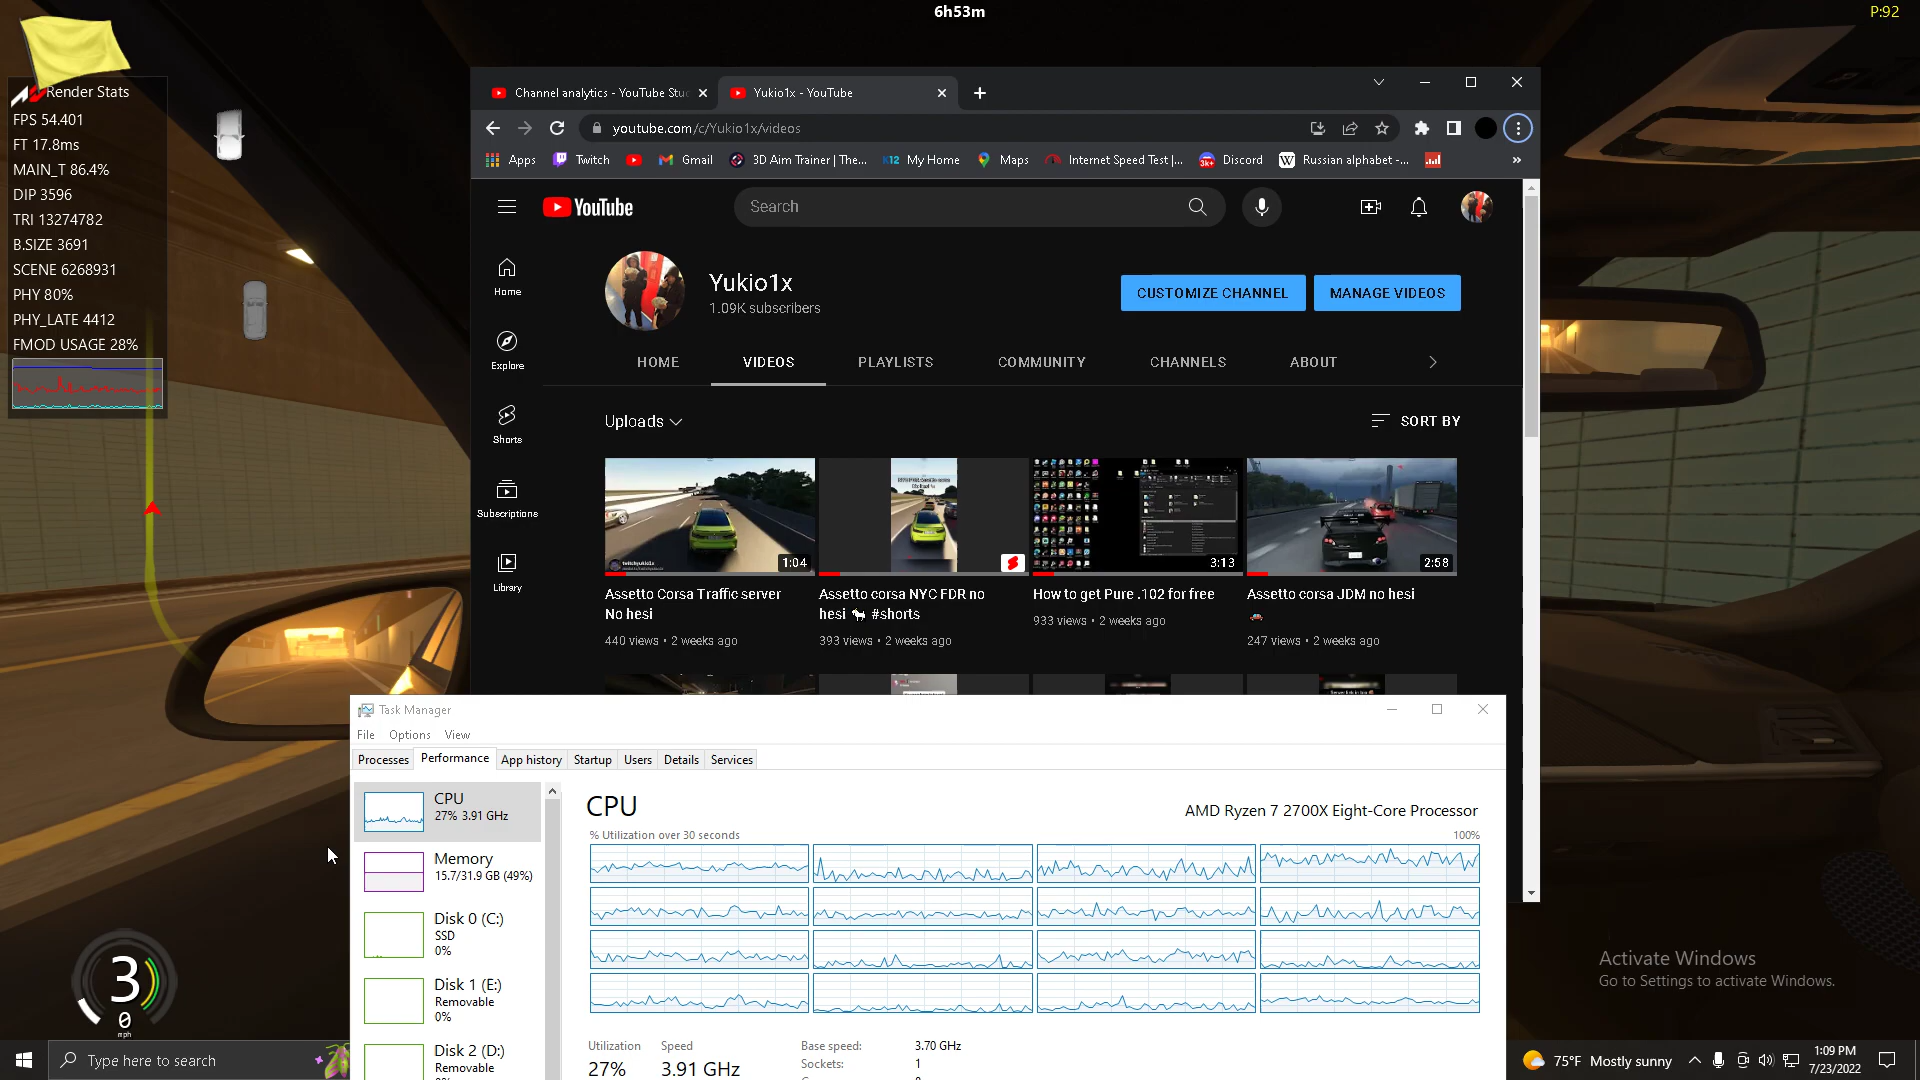 6h53m
P:92
Render Stats
FPS 54.401
FT 17.8ms
MAIN_T 86.4%
DIP 3596
TRI 13274782
B.SIZE 3691
SCENE 6268931
PHY 80%
PHY_LATE 4412
FMOD USAGE 28%
Channel analytics - YouTube Stu
Yukio1x - YouTube
youtube.com/c/Yukio1x/videos
Apps
Twitch
Gmail
3D Aim Trainer | The...
K12 My Home
Maps
Internet Speed Test |...
3k+ Discord
W Russian alphabet -...
YouTube
Search
Home
Explore
Shorts
Subscriptions
Library
Yukio1x
1.09K subscribers
CUSTOMIZE CHANNEL
MANAGE VIDEOS
HOME
VIDEOS
PLAYLISTS
COMMUNITY
CHANNELS
ABOUT
Uploads
SORT BY
1:04
3:13
2:58
Assetto Corsa Traffic server
No hesi
440 views • 2 weeks ago
Assetto corsa NYC FDR no
hesi 🐂 #shorts
393 views • 2 weeks ago
How to get Pure .102 for free
933 views • 2 weeks ago
Assetto corsa JDM no hesi
🚗
247 views • 2 weeks ago
Task Manager
File Options View
Processes Performance App history Startup Users Details Services
CPU
27% 3.91 GHz
Memory
15.7/31.9 GB (49%)
Disk 0 (C:)
SSD
0%
Disk 1 (E:)
Removable
0%
Disk 2 (D:)
Removable
CPU
AMD Ryzen 7 2700X Eight-Core Processor
% Utilization over 30 seconds
100%
Utilization
27%
Speed
3.91 GHz
Base speed: 3.70 GHz
Sockets: 1
3
0
mph
Activate Windows
Go to Settings to activate Windows.
Type here to search
75°F Mostly sunny
1:09 PM
7/23/2022